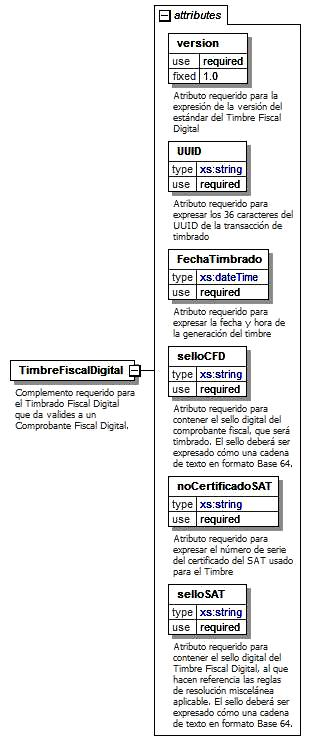 attributes
version
use required
fixed 1.0
Atributo requerido para la
expresión de la versión del
estándar del Timbre Fiscal
Digital
UUID
type xs:string
use required
Atributo requerido para
expresar los 36 caracteres del
UUID de la transacción de
timbrado
FechaTimbrado
type xs:dateTime
use required
Atributo requerido para
expresar la fecha y hora de
la generación del timbre
TimbreFiscalDigital
Complemento requerido para
el Timbrado Fiscal Digital
que da valides a un
Comprobante Fiscal Digital.
selloCFD
type xs:string
use required
Atributo requerido para
contener el sello digital del
comprobante fiscal, que será
timbrado. El sello deberá ser
expresado cómo una cadena
de texto en formato Base 64.
noCertificadoSAT
type xs:string
use required
Atributo requerido para
expresar el número de serie
del certificado del SAT usado
para el Timbre
selloSAT
type xs:string
use required
Atributo requerido para
contener el sello digital del
Timbre Fiscal Digital, al que
hacen referencia las reglas
de resolución miscelánea
aplicable. El sello deberá ser
expresado cómo una cadena
de texto en formato Base 64.